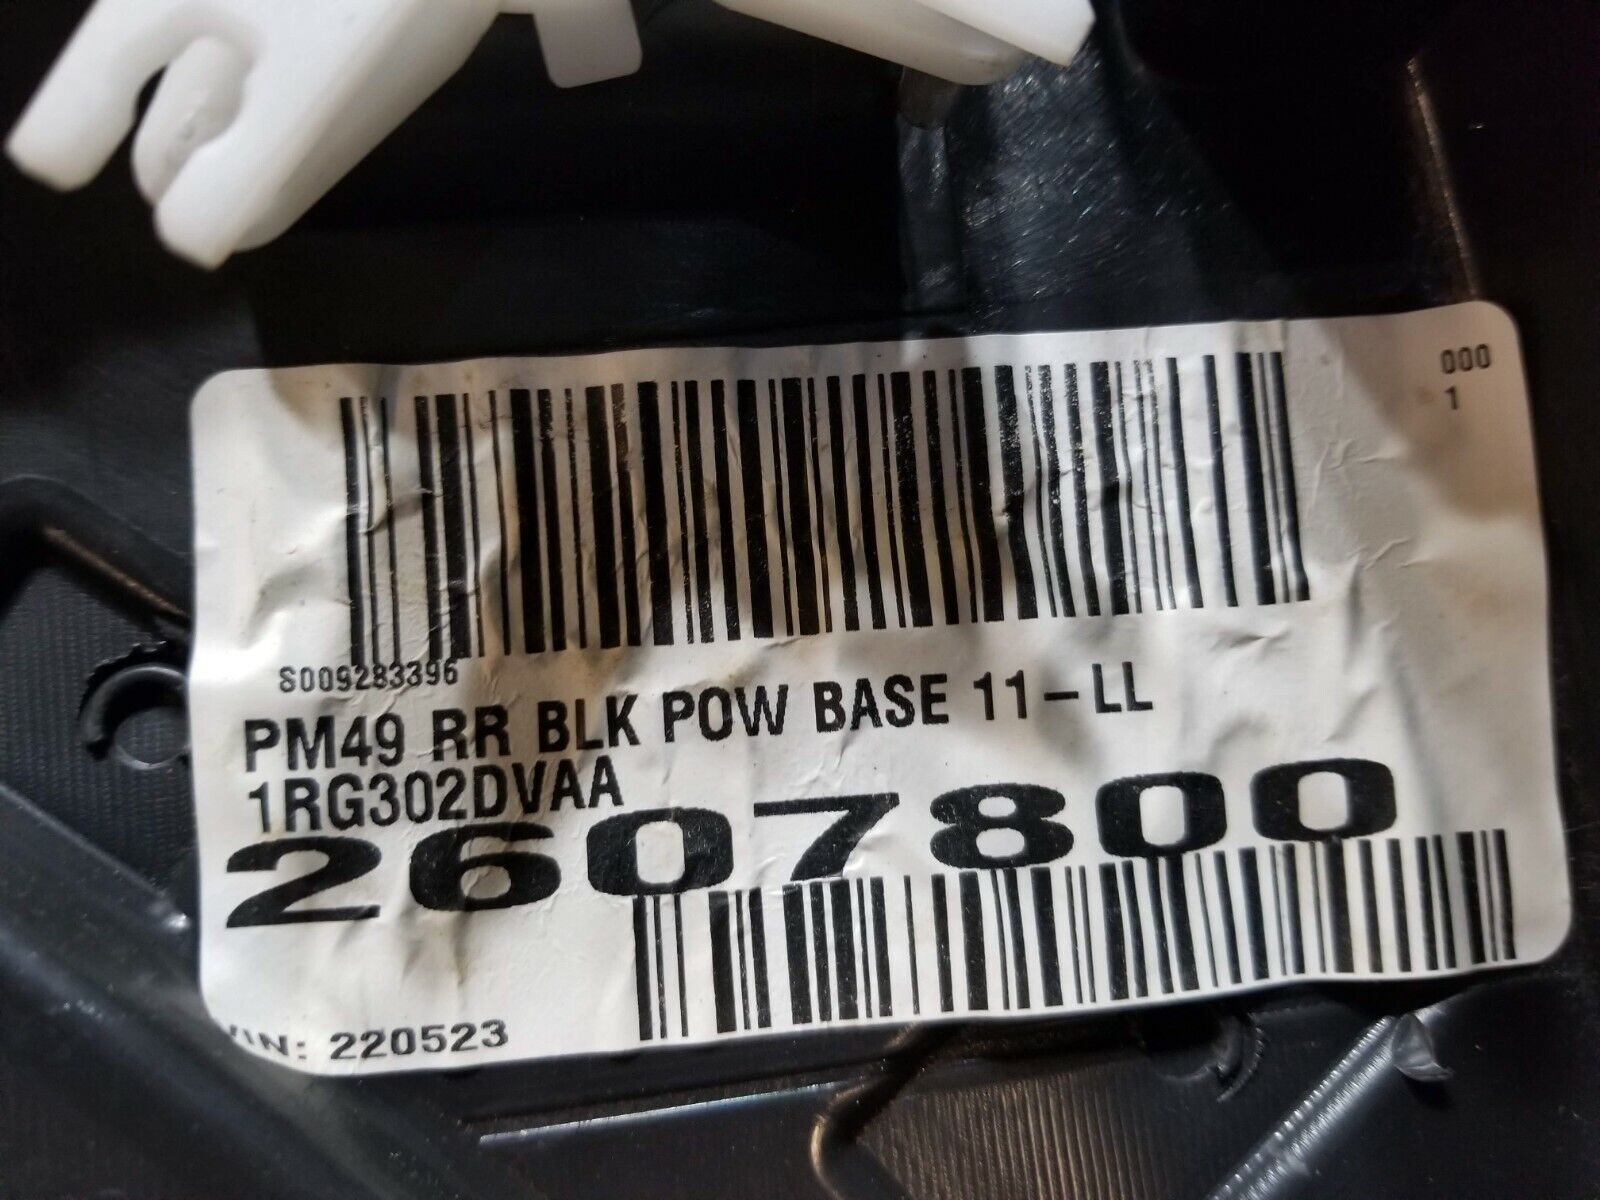 000
1
S009283396
PM49 RR BLK POW BASE 11-LL
1RG302DVAA
2607800
VIN: 220523